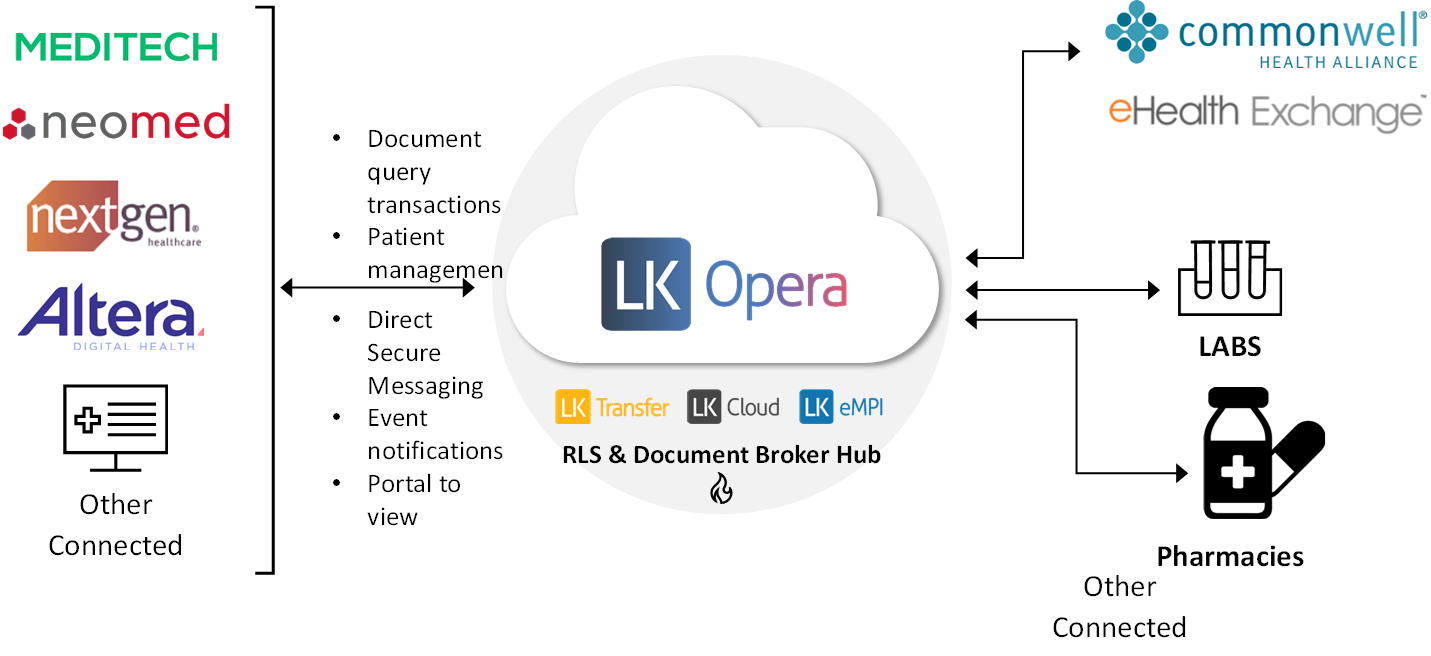 MEDITECH
neomed
nextgen®
healthcare
Altera
DIGITAL HEALTH
Other
Connected
• Document
query
transactions
• Patient
managemen
• Direct
Secure
Messaging
• Event
notifications
• Portal to
view
LK Opera
LK Transfer LK Cloud LK eMPI
RLS & Document Broker Hub
commonwell®
HEALTH ALLIANCE
eHealth Exchange™
LABS
Pharmacies
Other
Connected